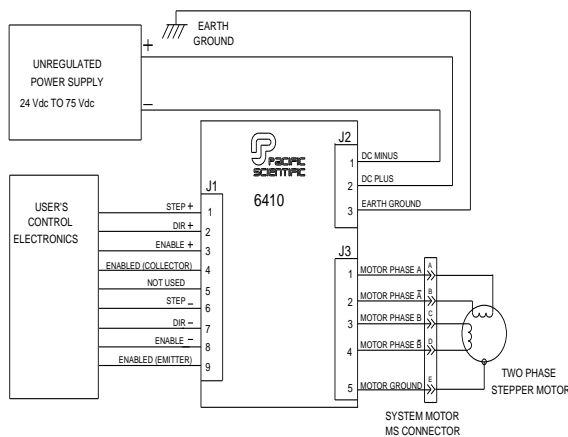 EARTH
GROUND
+
UNREGULATED
POWER SUPPLY
24 Vdc TO 75 Vdc
−
PACIFIC
SCIENTIFIC
6410
J2
1 DC MINUS
2 DC PLUS
3 EARTH GROUND
USER'S
CONTROL
ELECTRONICS
J1
STEP + 1
DIR + 2
ENABLE + 3
ENABLED (COLLECTOR) 4
NOT USED 5
STEP − 6
DIR − 7
ENABLE − 8
ENABLED (EMITTER) 9
J3
1 MOTOR PHASE A A
2 MOTOR PHASE A̅ B
3 MOTOR PHASE B C
4 MOTOR PHASE B̅ D
5 MOTOR GROUND E
TWO PHASE
STEPPER MOTOR
SYSTEM MOTOR
MS CONNECTOR